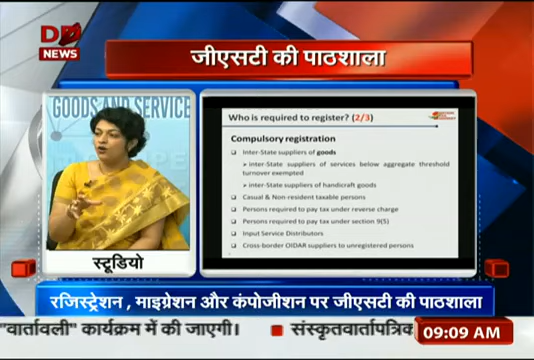 DD
NEWS
जीएसटी की पाठशाला
GOODS AND SERVICE
Who is required to register? (2/3)
Compulsory registration
Inter-State suppliers of goods
inter-State suppliers of services below aggregate threshold
turnover exempted
inter-State suppliers of handicraft goods
Casual & Non-resident taxable persons
Persons required to pay tax under reverse charge
Persons required to pay tax under section 9(5)
Input Service Distributors
Cross-border OIDAR suppliers to unregistered persons
स्टूडियो
रजिस्ट्रेशन , माइग्रेशन और कंपोजीशन पर जीएसटी की पाठशाला
"वार्तावली" कार्यक्रम में की जाएगी। संस्कृतवार्तापत्रिक
09:09 AM